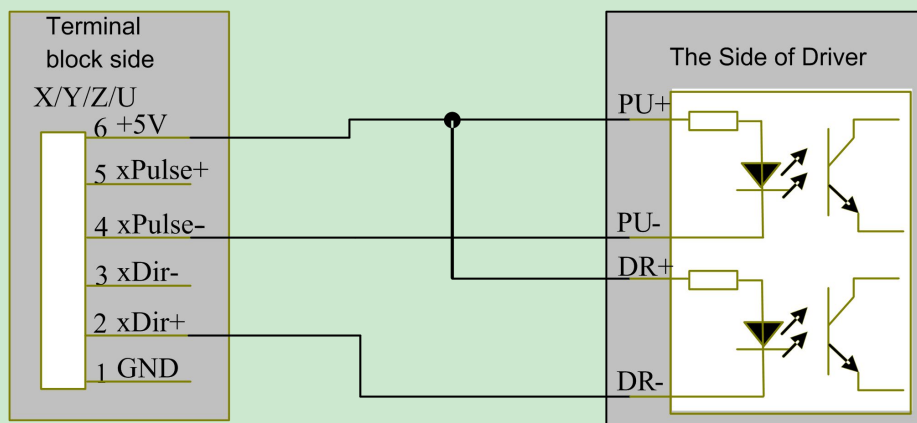 Terminal
block side
X/Y/Z/U
6 +5V
5 xPulse+
4 xPulse-
3 xDir-
2 xDir+
1 GND
The Side of Driver
PU+
PU-
DR+
DR-